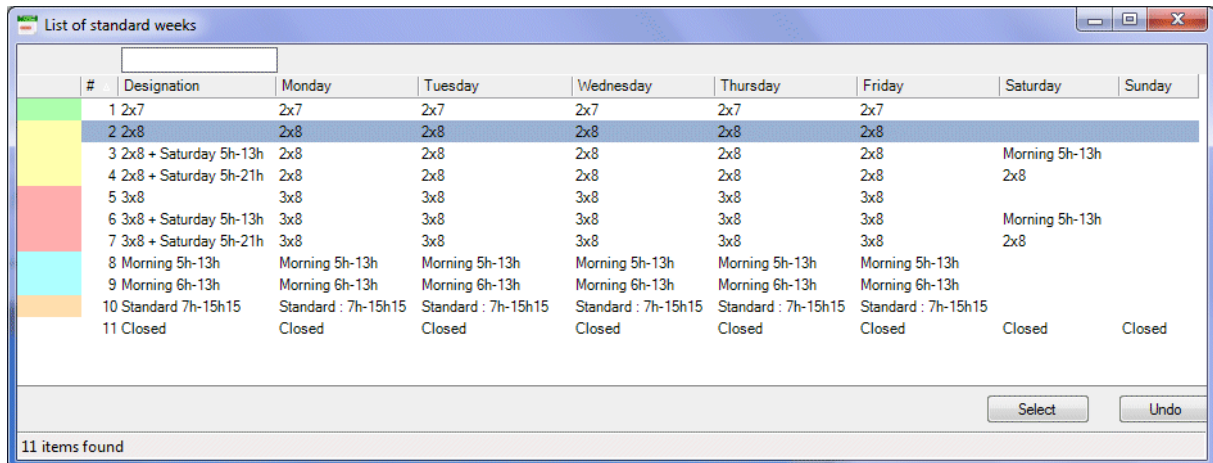 List of standard weeks
# Designation Monday Tuesday Wednesday Thursday Friday Saturday Sunday
1 2x7 2x7 2x7 2x7 2x7 2x7
2 2x8 2x8 2x8 2x8 2x8 2x8
3 2x8 + Saturday 5h-13h 2x8 2x8 2x8 2x8 2x8 Morning 5h-13h
4 2x8 + Saturday 5h-21h 2x8 2x8 2x8 2x8 2x8 2x8
5 3x8 3x8 3x8 3x8 3x8 3x8
6 3x8 + Saturday 5h-13h 3x8 3x8 3x8 3x8 3x8 Morning 5h-13h
7 3x8 + Saturday 5h-21h 3x8 3x8 3x8 3x8 3x8 2x8
8 Morning 5h-13h Morning 5h-13h Morning 5h-13h Morning 5h-13h Morning 5h-13h Morning 5h-13h
9 Morning 6h-13h Morning 6h-13h Morning 6h-13h Morning 6h-13h Morning 6h-13h Morning 6h-13h
10 Standard 7h-15h15 Standard : 7h-15h15 Standard : 7h-15h15 Standard : 7h-15h15 Standard : 7h-15h15 Standard : 7h-15h15
11 Closed Closed Closed Closed Closed Closed Closed Closed
Select Undo
11 items found